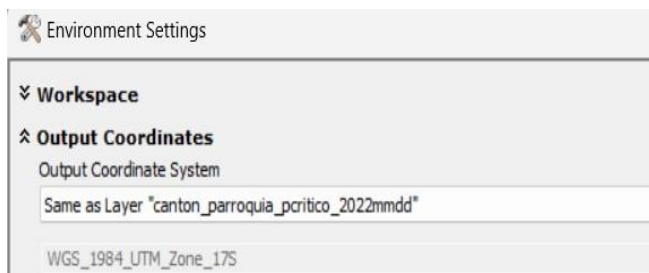 Environment Settings
Workspace
Output Coordinates
Output Coordinate System
Same as Layer "canton_parroquia_pcritico_2022mmdd"
WGS_1984_UTM_Zone_17S